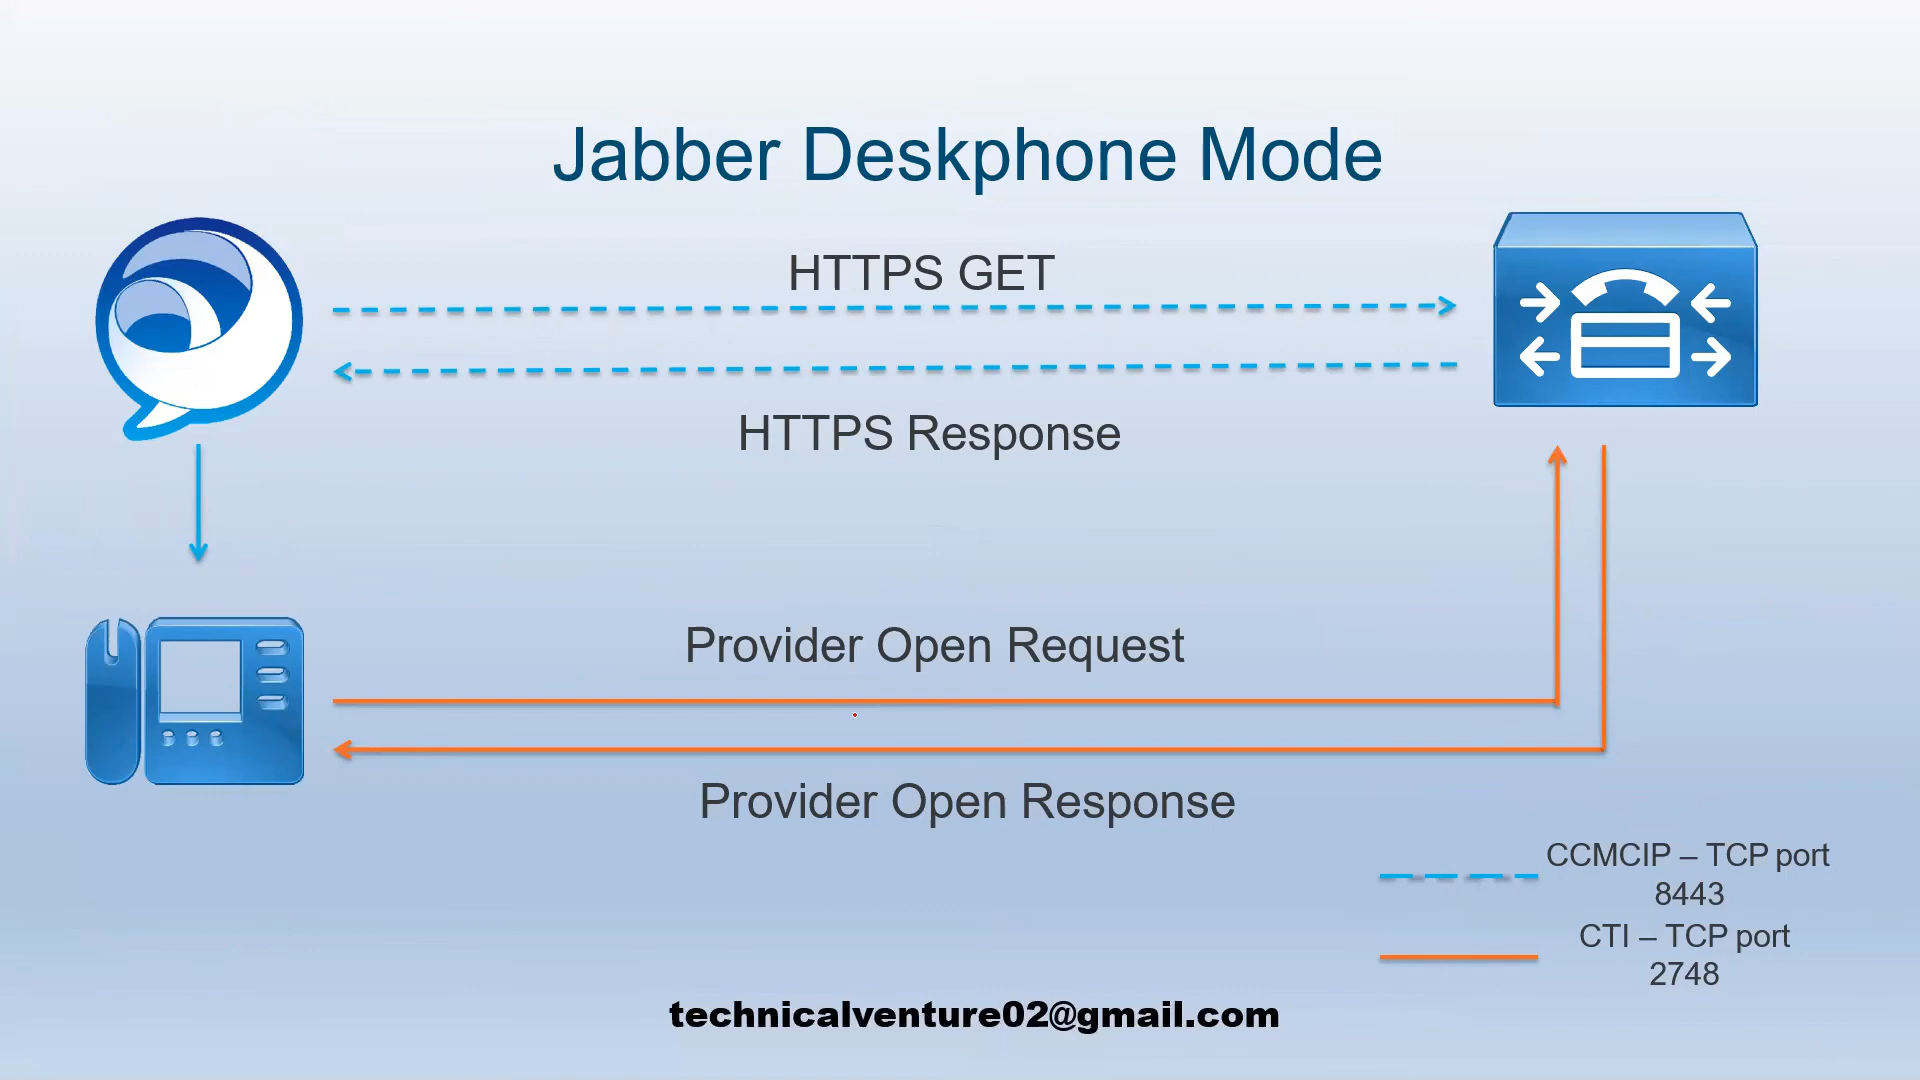 Jabber Deskphone Mode
HTTPS GET
HTTPS Response
Provider Open Request
Provider Open Response
CCMCIP – TCP port
8443
CTI – TCP port
2748
technicalventure02@gmail.com